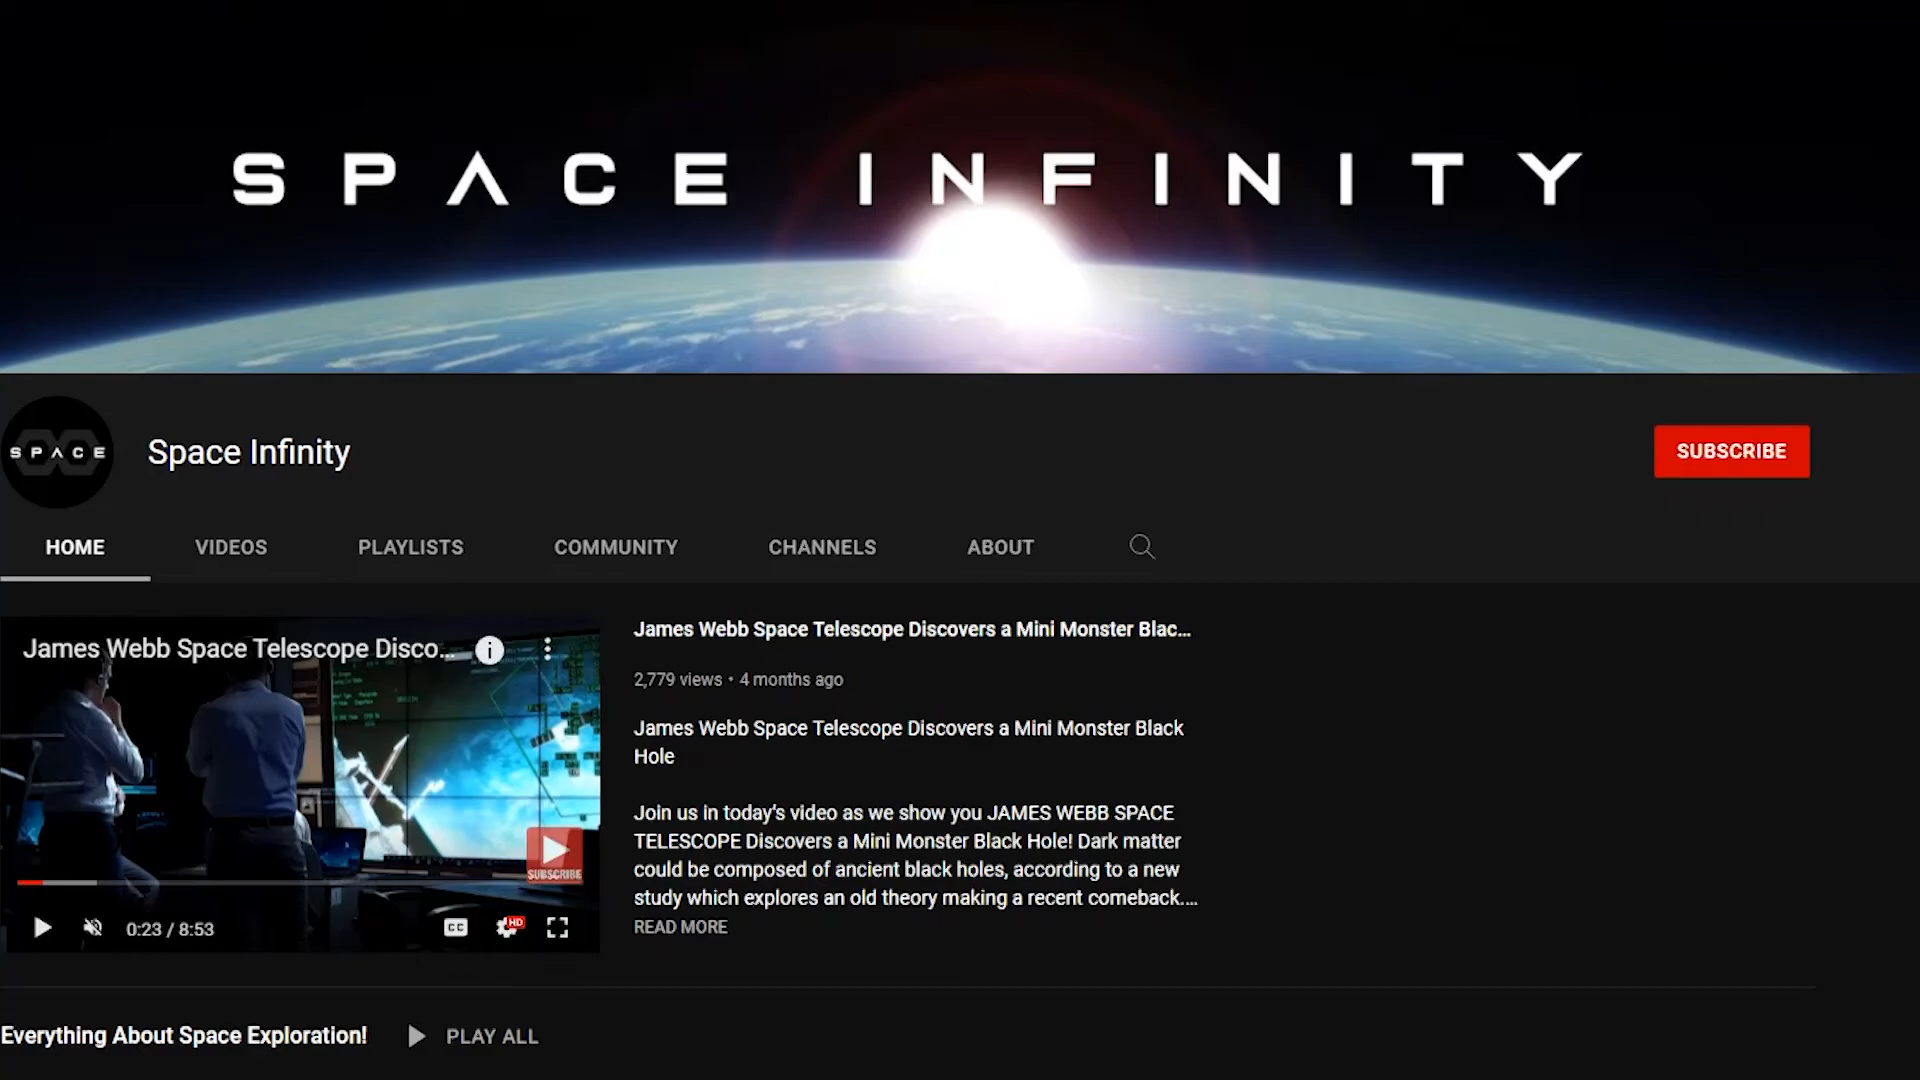 SPACE INFINITY
SPACE
Space Infinity
SUBSCRIBE
HOME
VIDEOS
PLAYLISTS
COMMUNITY
CHANNELS
ABOUT
James Webb Space Telescope Disco...
SUBSCRIBE
0:23 / 8:53
CC
HD
James Webb Space Telescope Discovers a Mini Monster Blac...
2,779 views • 4 months ago
James Webb Space Telescope Discovers a Mini Monster Black
Hole
Join us in today's video as we show you JAMES WEBB SPACE
TELESCOPE Discovers a Mini Monster Black Hole! Dark matter
could be composed of ancient black holes, according to a new
study which explores an old theory making a recent comeback....
READ MORE
Everything About Space Exploration!
PLAY ALL